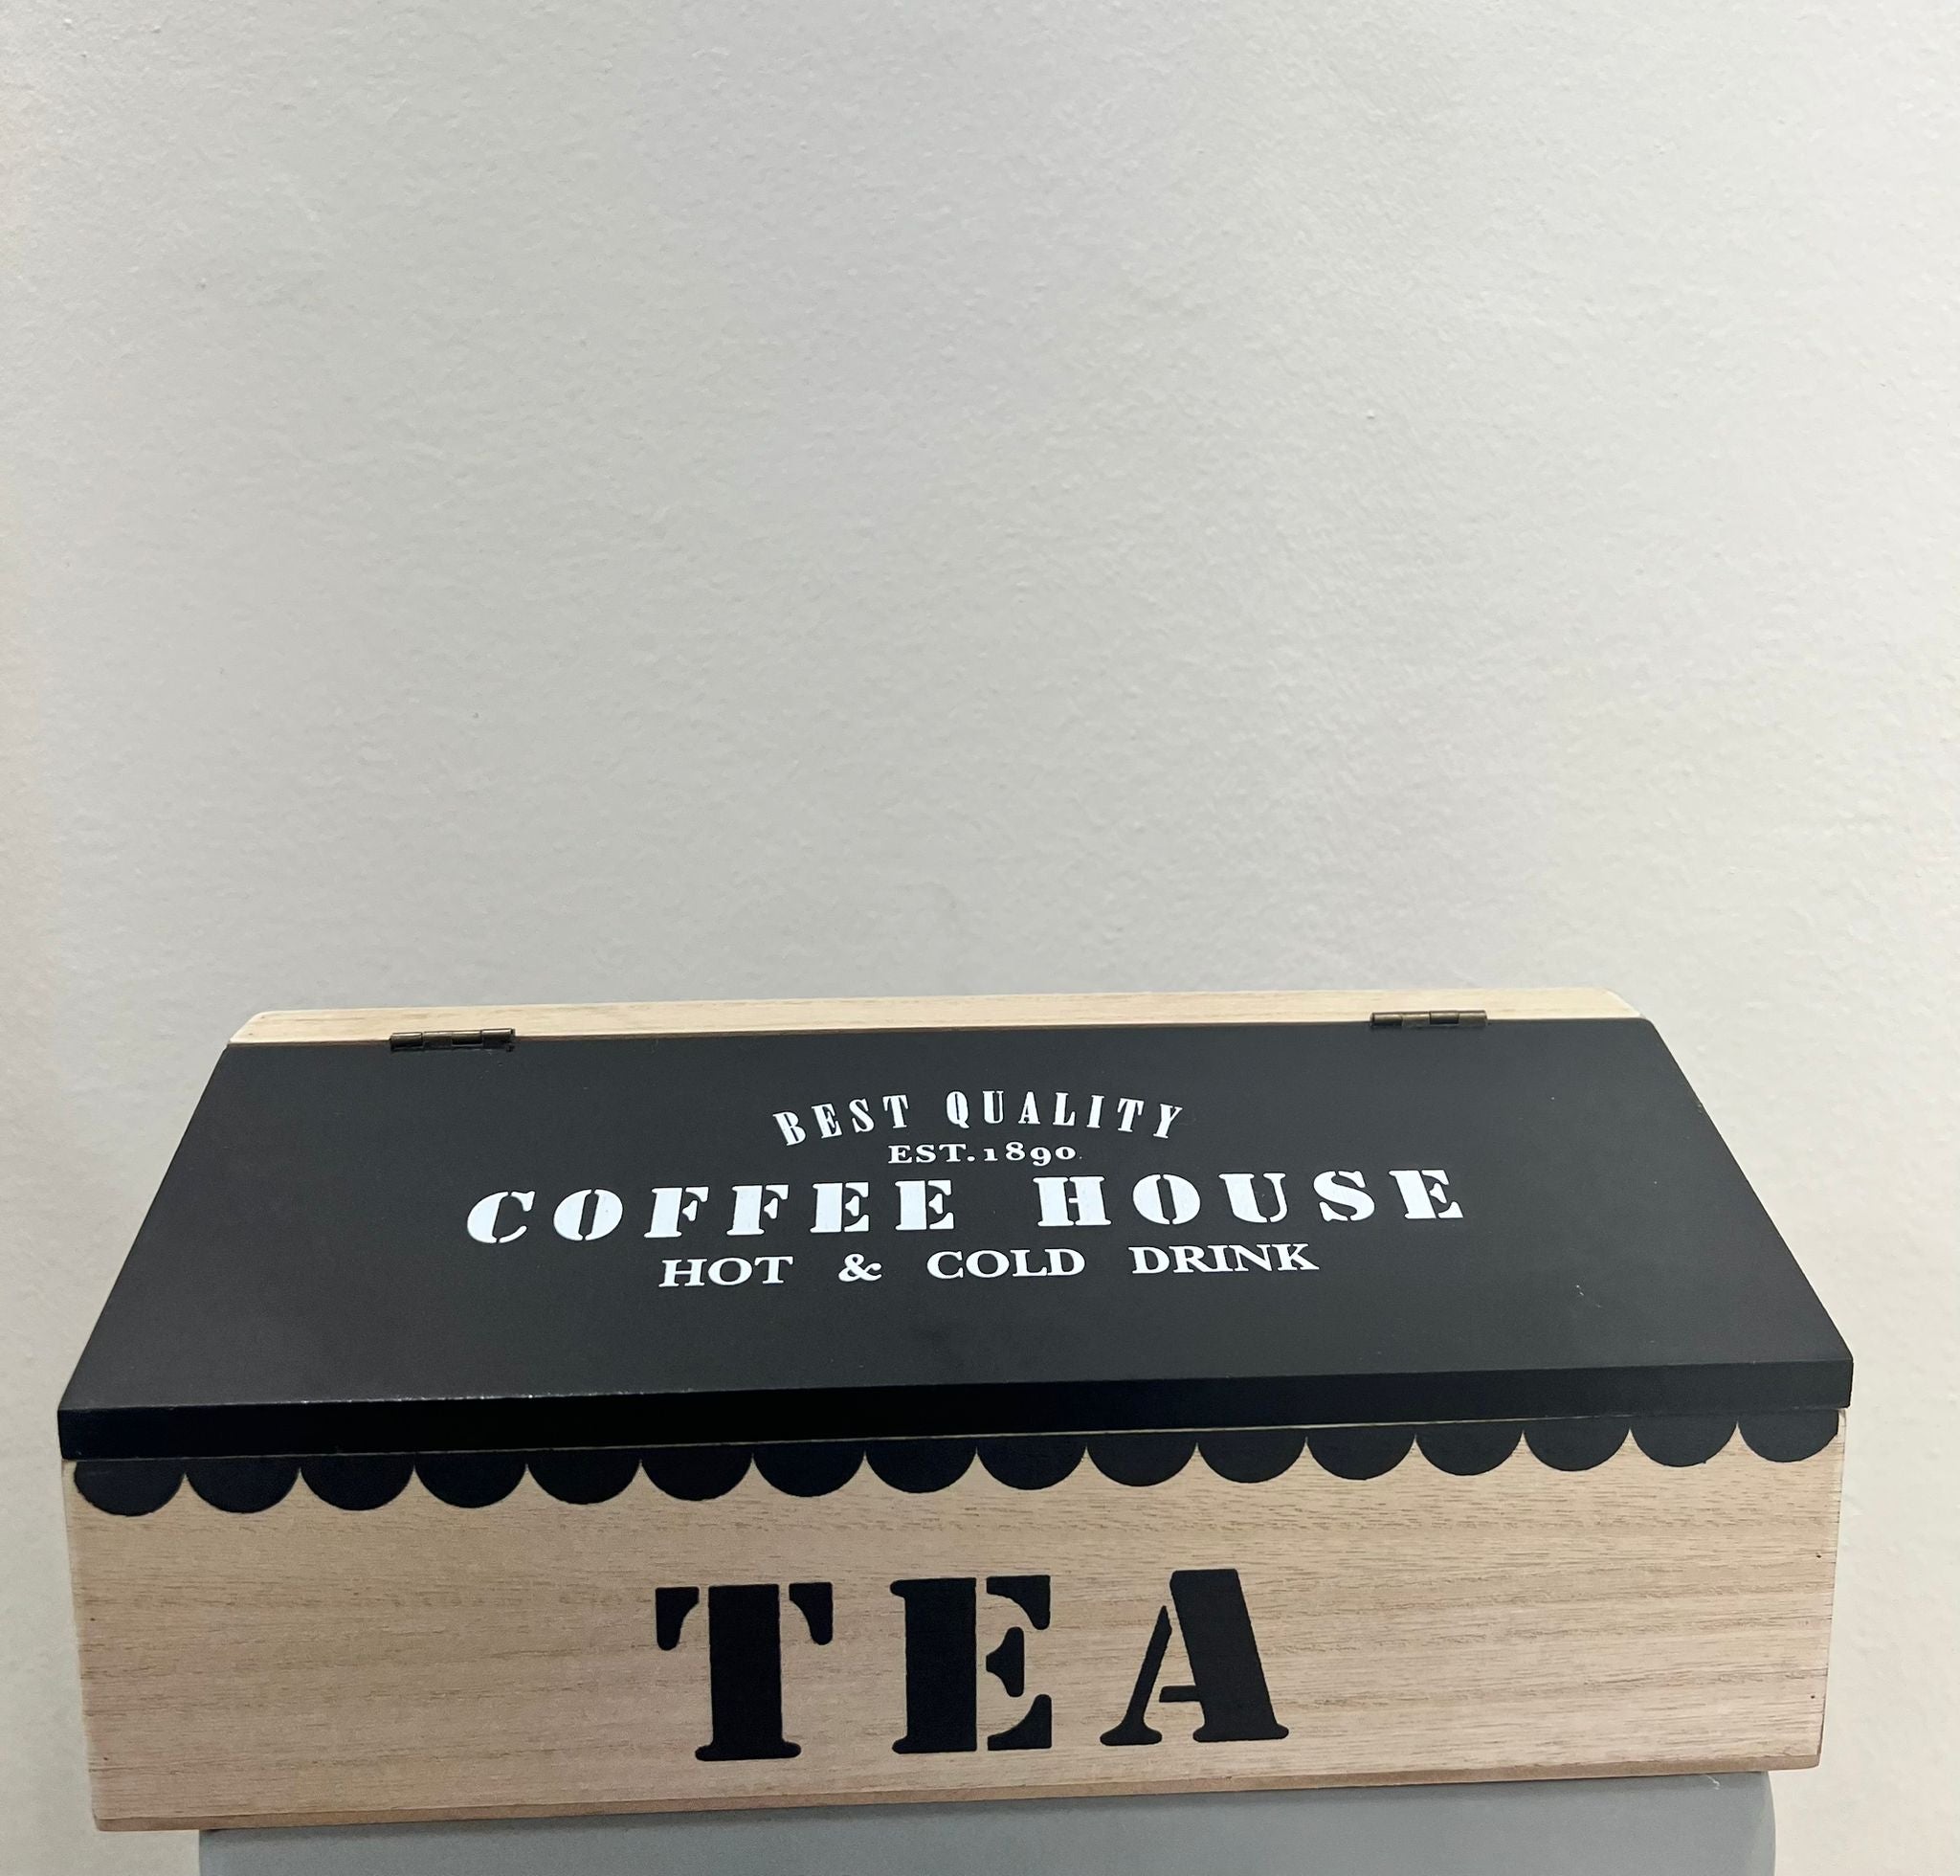 BEST QUALITY
EST.1890
COFFEE HOUSE
HOT & COLD DRINK
TEA